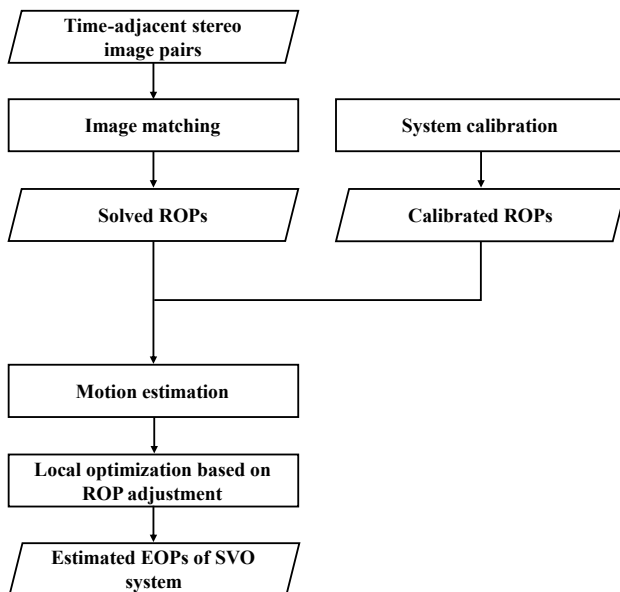 Time-adjacent stereo
image pairs
Image matching
System calibration
Solved ROPs
Calibrated ROPs
Motion estimation
Local optimization based on
ROP adjustment
Estimated EOPs of SVO
system